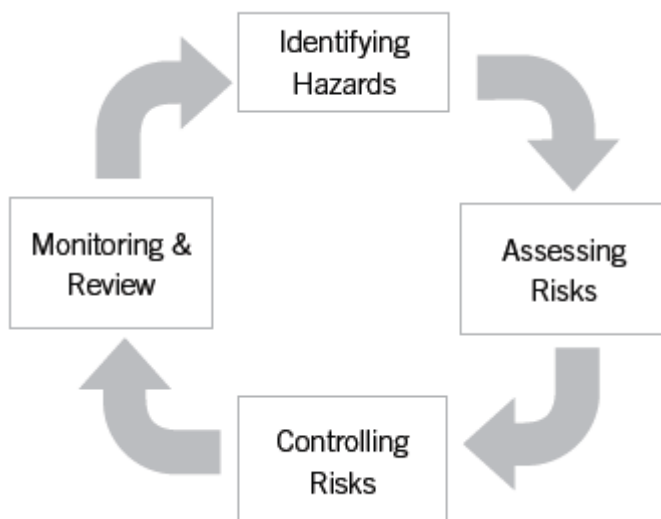 Identifying
Hazards
Assessing
Risks
Controlling
Risks
Monitoring &
Review